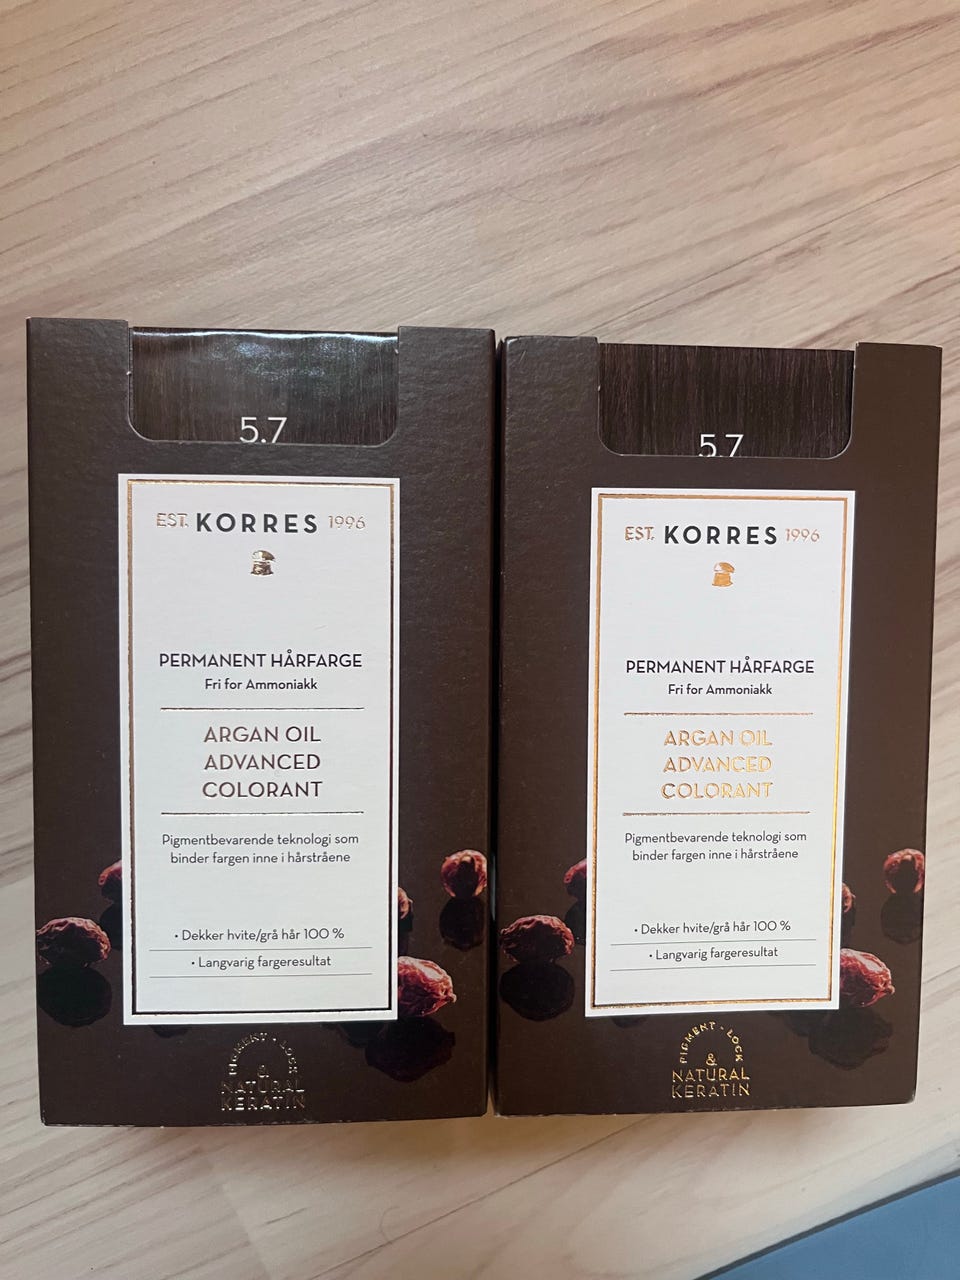 5.7
EST. KORRES 1996
PERMANENT HÅRFARGE
Fri for Ammoniakk
ARGAN OIL
ADVANCED
COLORANT
Pigmentbevarende teknologi som
binder fargen inne i hårstråene
• Dekker hvite/grå hår 100 %
• Langvarig fargeresultat
PIGMENT • LOCK
&
NATURAL
KERATIN
5.7
EST. KORRES 1996
PERMANENT HÅRFARGE
Fri for Ammoniakk
ARGAN OIL
ADVANCED
COLORANT
Pigmentbevarende teknologi som
binder fargen inne i hårstråene
• Dekker hvite/grå hår 100 %
• Langvarig fargeresultat
PIGMENT • LOCK
&
NATURAL
KERATIN